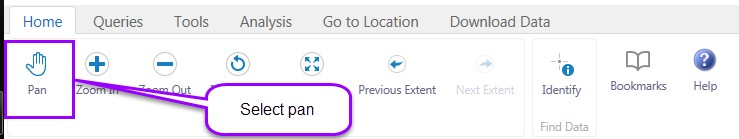 Home Queries Tools Analysis Go to Location Download Data
Pan Zoom In Zoom Out Previous Extent Next Extent Identify Bookmarks Help
Select pan
Find Data